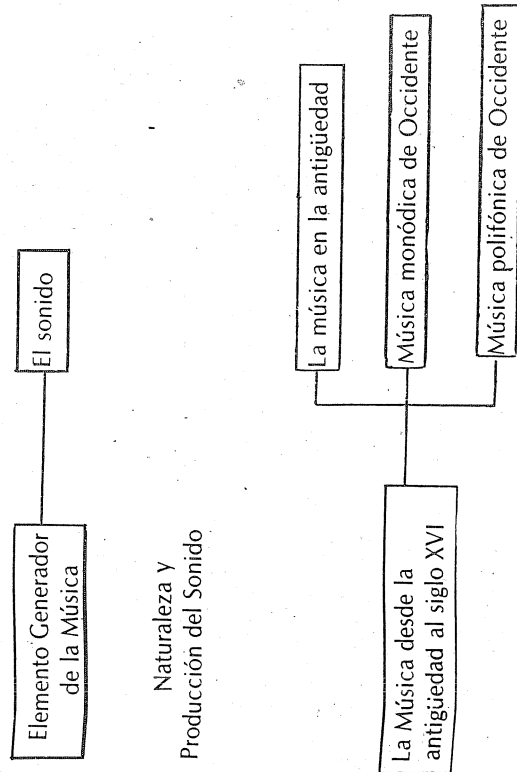 Elemento Generador
de la Música
El sonido
Naturaleza y
Producción del Sonido
La Música desde la
antigüedad al siglo XVI
La música en la antigüedad
Música monódica de Occidente
Música polifónica de Occidente